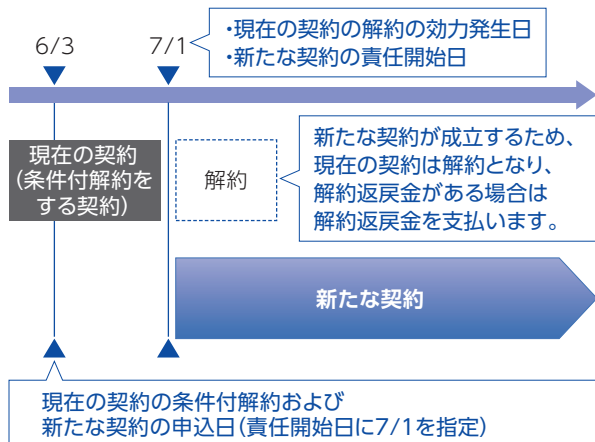 ・現在の契約の解約の効力発生日
・新たな契約の責任開始日
6/3
7/1
現在の契約
(条件付解約を
する契約)
解約
新たな契約が成立するため、
現在の契約は解約となり、
解約返戻金がある場合は
解約返戻金を支払います。
新たな契約
現在の契約の条件付解約および
新たな契約の申込日(責任開始日に7/1を指定)